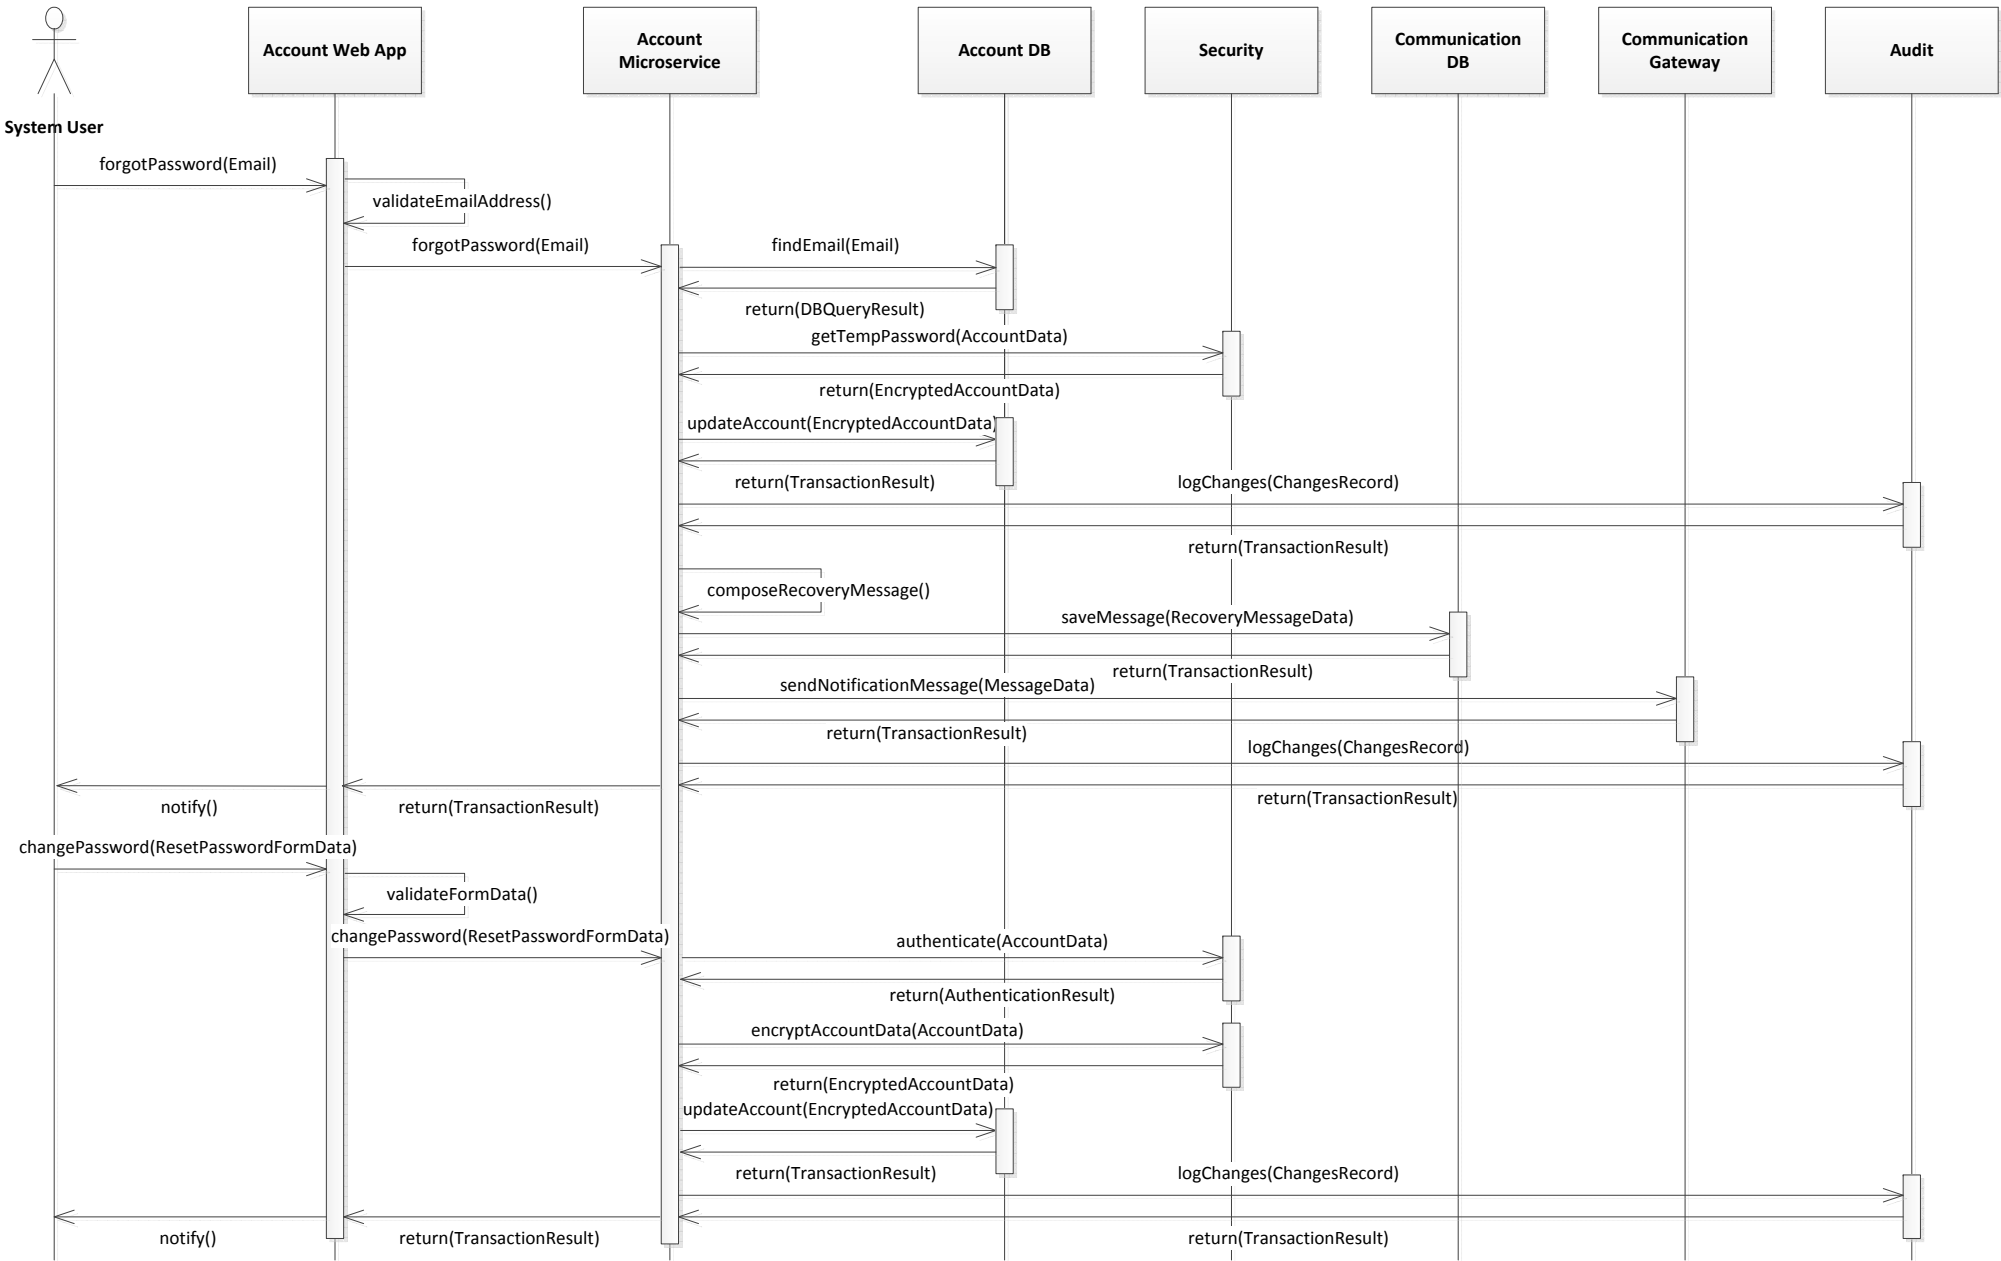 Account Web App
Account
Microservice
Account DB
Security
Communication
DB
Communication
Gateway
Audit
System User
forgotPassword(Email)
validateEmailAddress()
forgotPassword(Email)
findEmail(Email)
return(DBQueryResult)
getTempPassword(AccountData)
return(EncryptedAccountData)
updateAccount(EncryptedAccountData)
return(TransactionResult)
logChanges(ChangesRecord)
return(TransactionResult)
composeRecoveryMessage()
saveMessage(RecoveryMessageData)
return(TransactionResult)
sendNotificationMessage(MessageData)
return(TransactionResult)
logChanges(ChangesRecord)
return(TransactionResult)
notify()
return(TransactionResult)
changePassword(ResetPasswordFormData)
validateFormData()
changePassword(ResetPasswordFormData)
authenticate(AccountData)
return(AuthenticationResult)
encryptAccountData(AccountData)
return(EncryptedAccountData)
updateAccount(EncryptedAccountData)
return(TransactionResult)
logChanges(ChangesRecord)
notify()
return(TransactionResult)
return(TransactionResult)